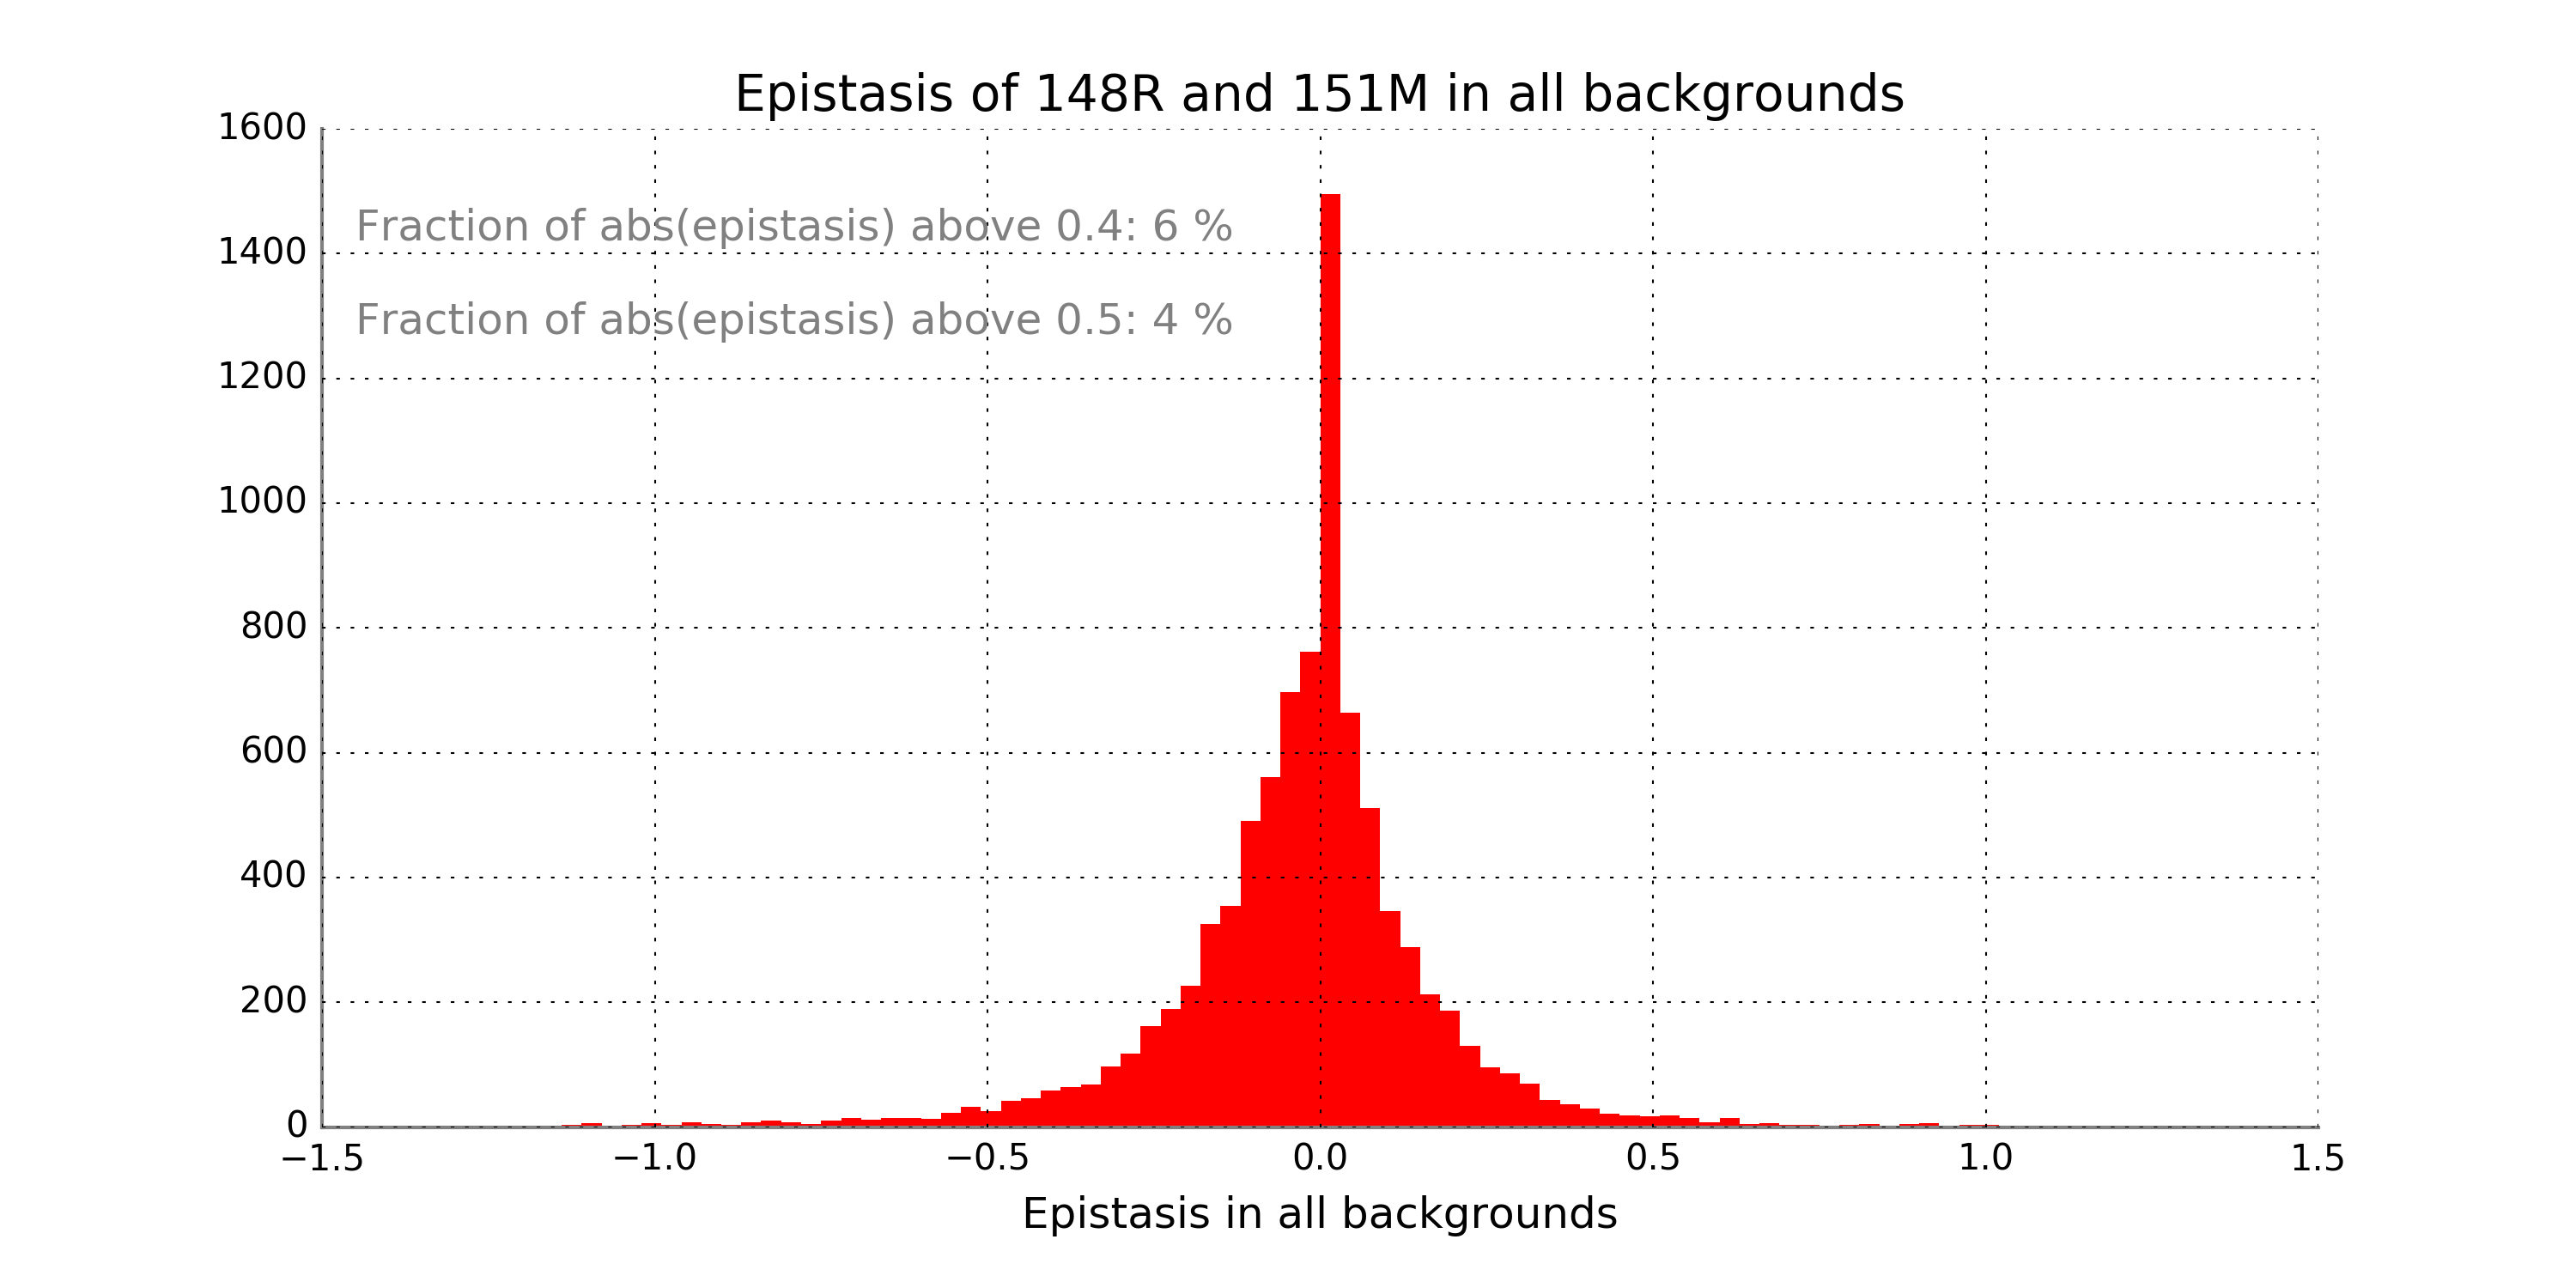 Epistasis of 148R and 151M in all backgrounds
1600
Fraction of abs(epistasis) above 0.4: 6 %
1400
Fraction of abs(epistasis) above 0.5: 4 %
1200
1000
800
600
400
200
0
−1.5 −1.0 −0.5 0.0 0.5 1.0 1.5
Epistasis in all backgrounds